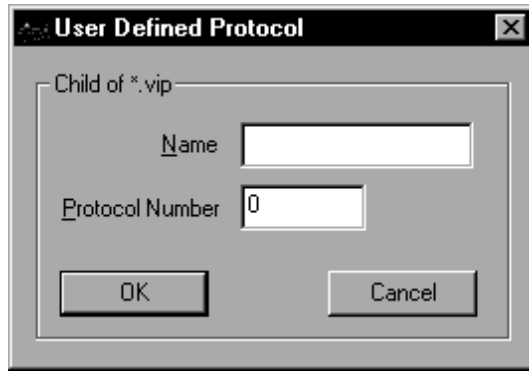 User Defined Protocol
Child of *.vip
Name
Protocol Number 0
OK Cancel